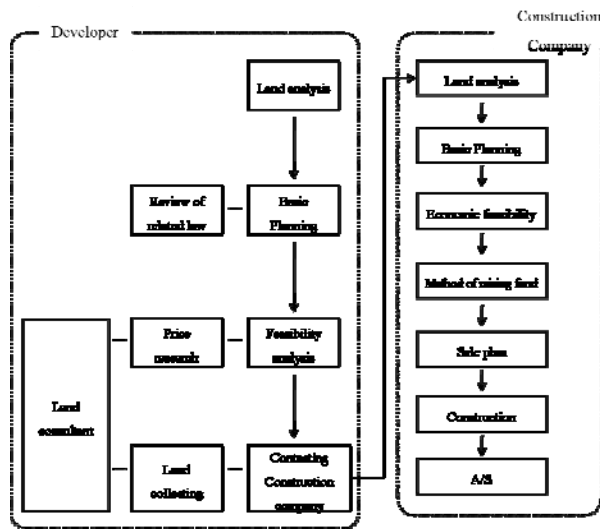 Developer
Land analysis
Review of
related law
Basic
Planning
Price
research
Feasibility
analysis
Land
consultant
Land
collecting
Contacting
Construction
company
Construction
Company
Land analysis
Basic Planning
Economic feasibility
Method of raising fund
Sale plan
Construction
A/S